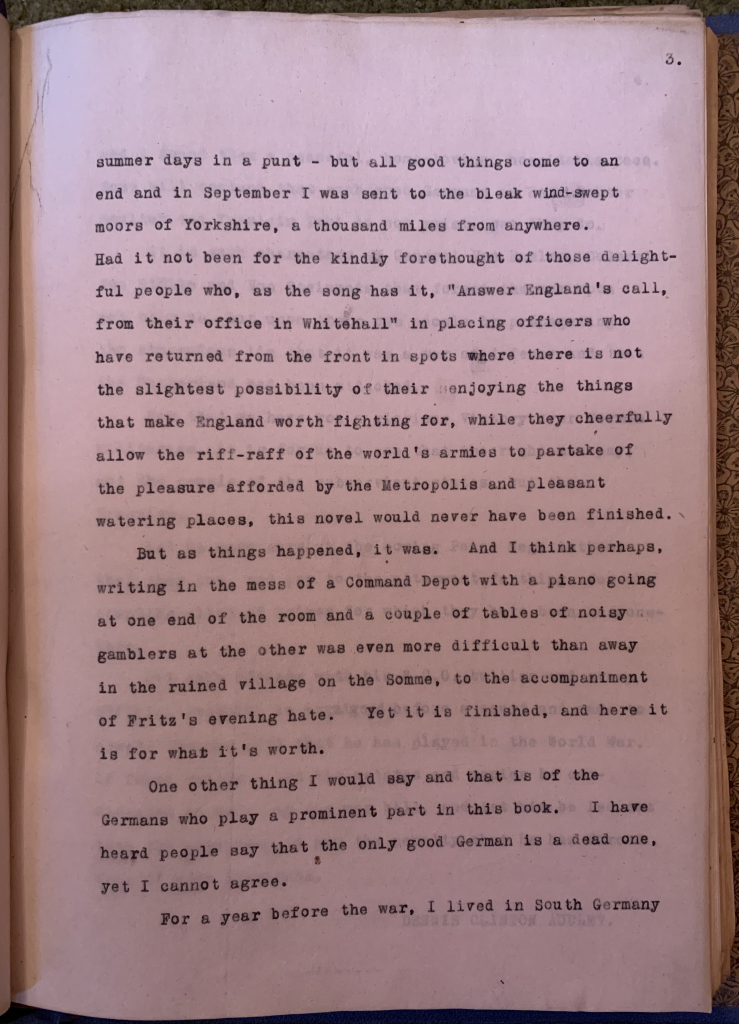 3.
summer days in a punt - but all good things come to an
end and in September I was sent to the bleak wind-swept
moors of Yorkshire, a thousand miles from anywhere.
Had it not been for the kindly forethought of those delight-
ful people who, as the song has it, "Answer England's call,
from their office in Whitehall" in placing officers who
have returned from the front in spots where there is not
the slightest possibility of their enjoying the things
that make England worth fighting for, while they cheerfully
allow the riff-raff of the world's armies to partake of
the pleasure afforded by the Metropolis and pleasant
watering places, this novel would never have been finished.
But as things happened, it was. And I think perhaps,
writing in the mess of a Command Depot with a piano going
at one end of the room and a couple of tables of noisy
gamblers at the other was even more difficult than away
in the ruined village on the Somme, to the accompaniment
of Fritz's evening hate. Yet it is finished, and here it
is for what it's worth.
One other thing I would say and that is of the
Germans who play a prominent part in this book. I have
heard people say that the only good German is a dead one,
yet I cannot agree.
For a year before the war, I lived in South Germany